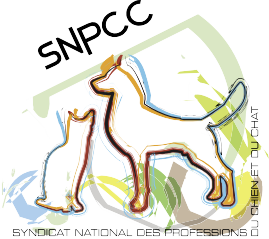 SNPCC
SYNDICAT NATIONAL DES PROFESSIONS
DU CHIEN ET DU CHAT